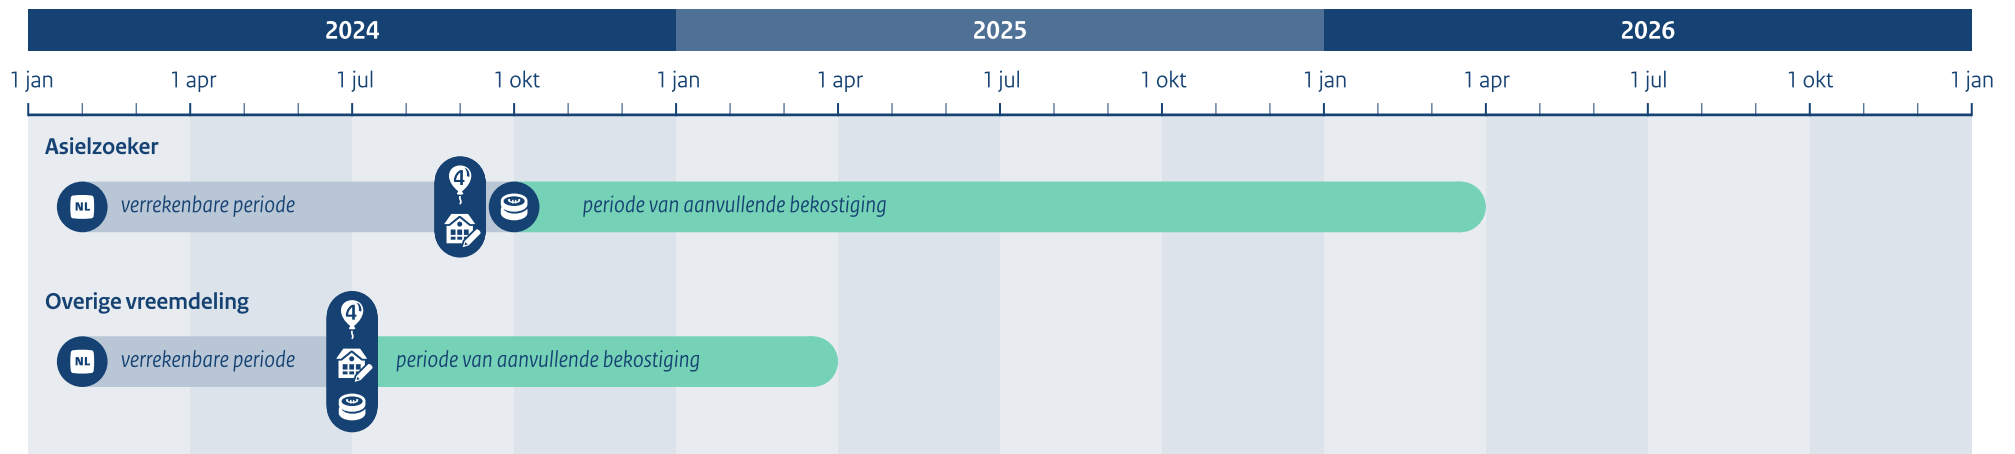 2024 2025 2026
1 jan 1 apr 1 jul 1 okt 1 jan 1 apr 1 jul 1 okt 1 jan 1 apr 1 jul 1 okt 1 jan
Asielzoeker
4
NL verrekenbare periode periode van aanvullende bekostiging
Overige vreemdeling
4
NL verrekenbare periode periode van aanvullende bekostiging